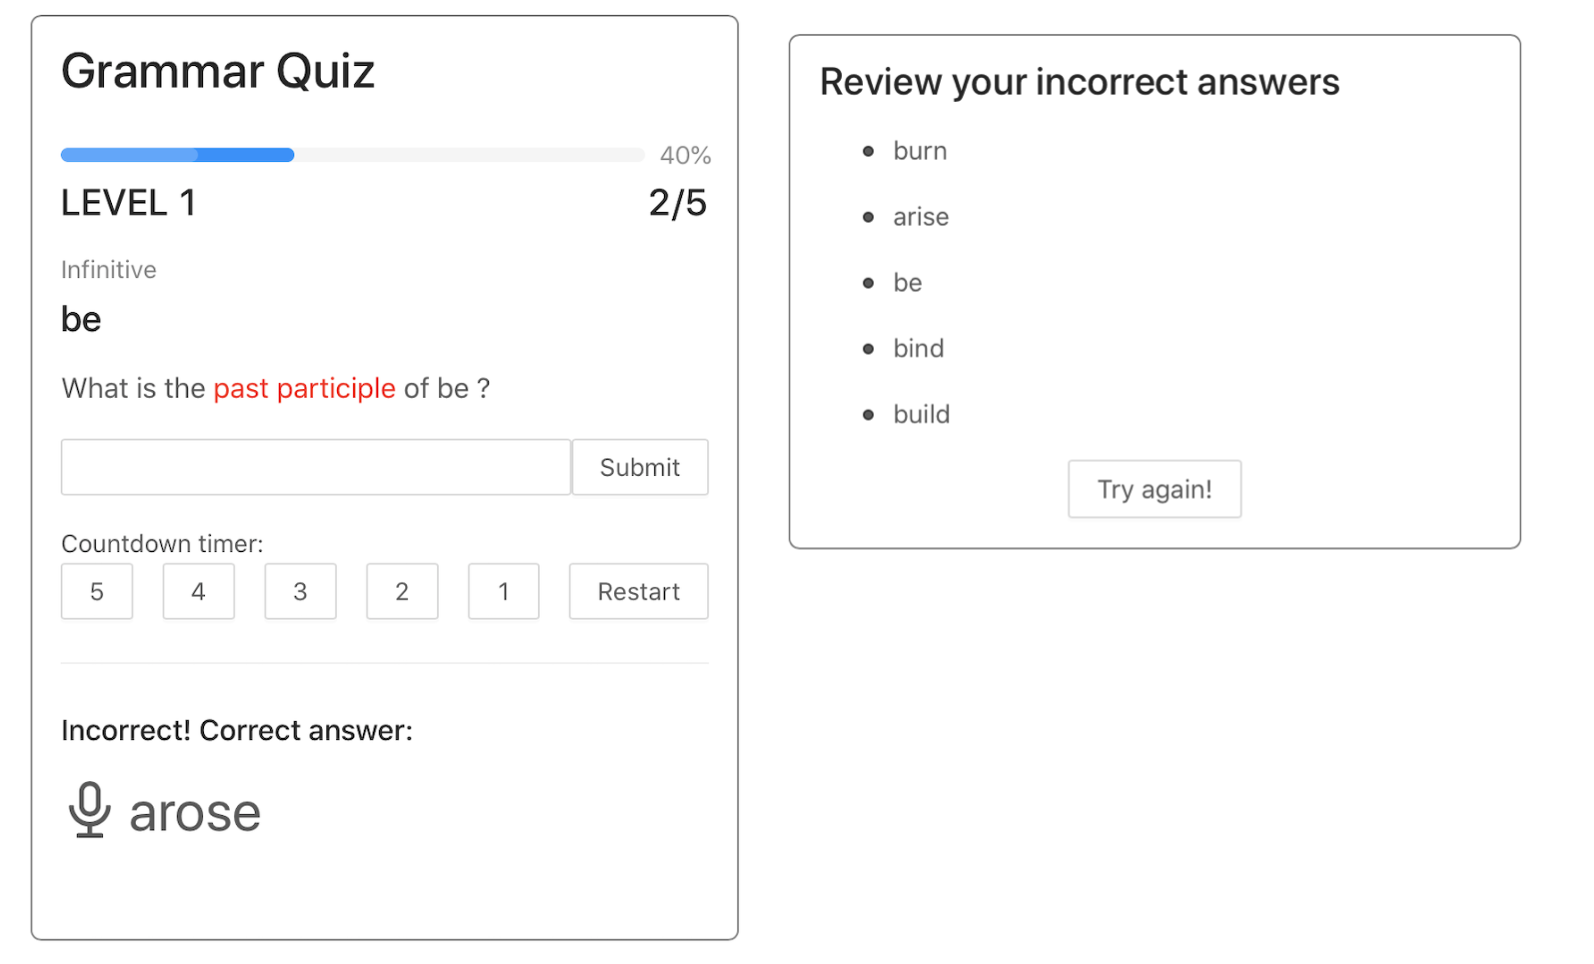 Grammar Quiz
40%
LEVEL 1
2/5
Infinitive
be
What is the past participle of be ?
Submit
Countdown timer:
5 4 3 2 1 Restart
Incorrect! Correct answer:
arose
Review your incorrect answers
burn
arise
be
bind
build
Try again!